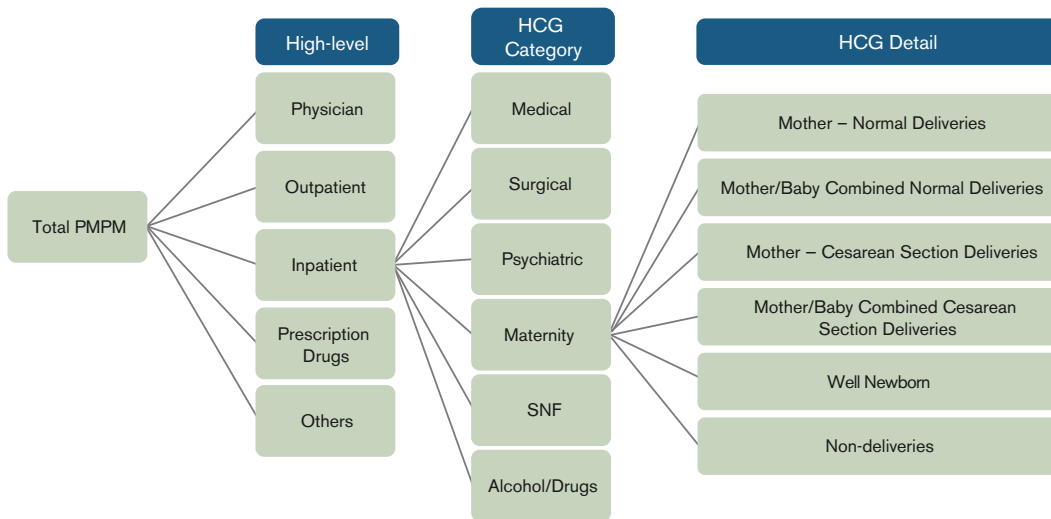 High-level
HCG
Category
HCG Detail
Total PMPM
Physician
Outpatient
Inpatient
Prescription
Drugs
Others
Medical
Surgical
Psychiatric
Maternity
SNF
Alcohol/Drugs
Mother – Normal Deliveries
Mother/Baby Combined Normal Deliveries
Mother – Cesarean Section Deliveries
Mother/Baby Combined Cesarean
Section Deliveries
Well Newborn
Non-deliveries